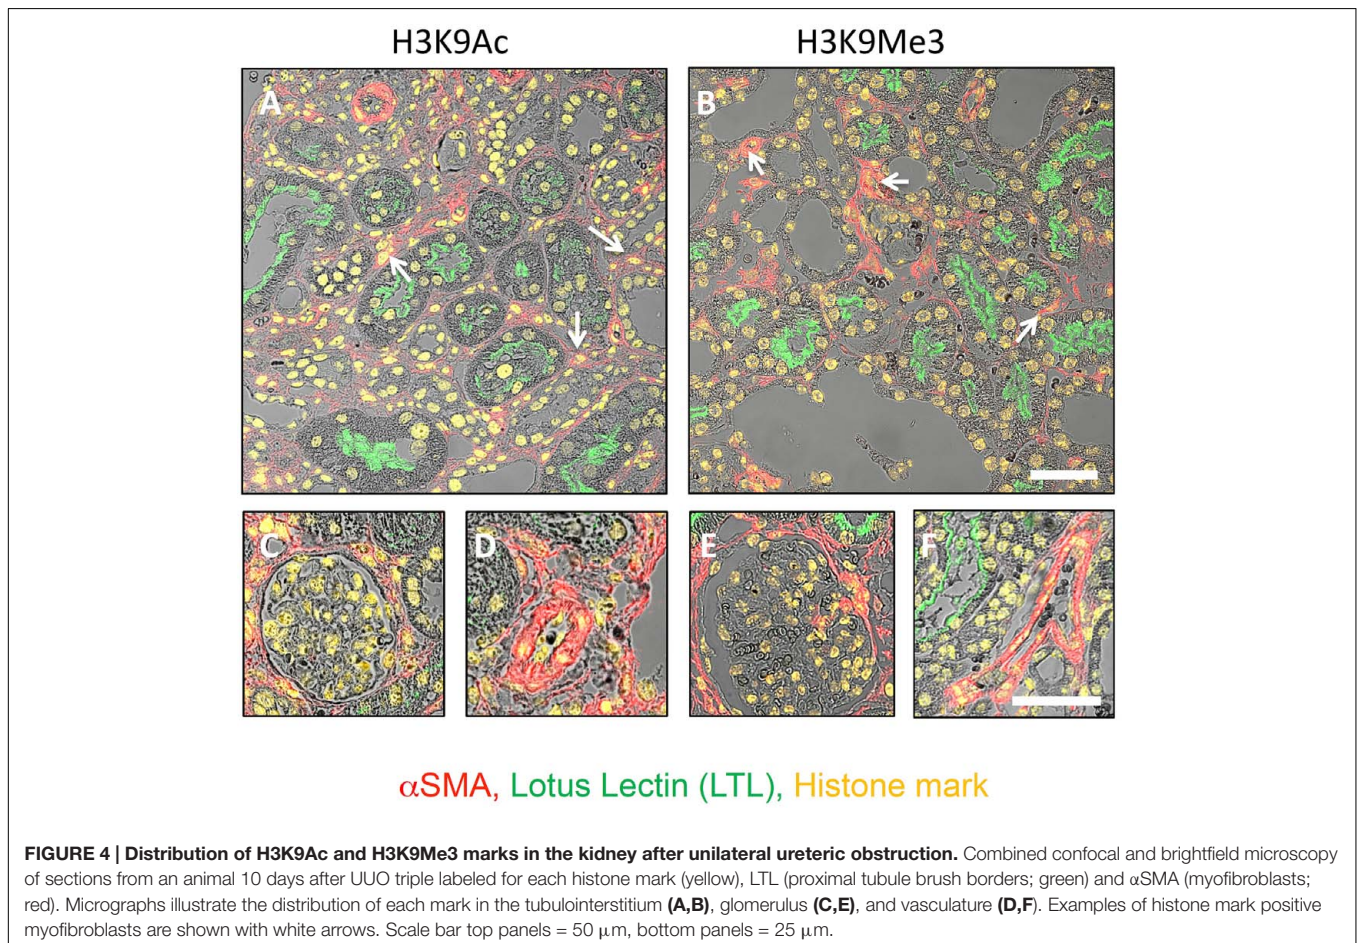 H3K9Ac
H3K9Me3
A
B
C
D
E
F
αSMA, Lotus Lectin (LTL), Histone mark
FIGURE 4 | Distribution of H3K9Ac and H3K9Me3 marks in the kidney after unilateral ureteric obstruction. Combined confocal and brightfield microscopy
of sections from an animal 10 days after UUO triple labeled for each histone mark (yellow), LTL (proximal tubule brush borders; green) and αSMA (myofibroblasts;
red). Micrographs illustrate the distribution of each mark in the tubulointerstitium (A,B), glomerulus (C,E), and vasculature (D,F). Examples of histone mark positive
myofibroblasts are shown with white arrows. Scale bar top panels = 50 μm, bottom panels = 25 μm.